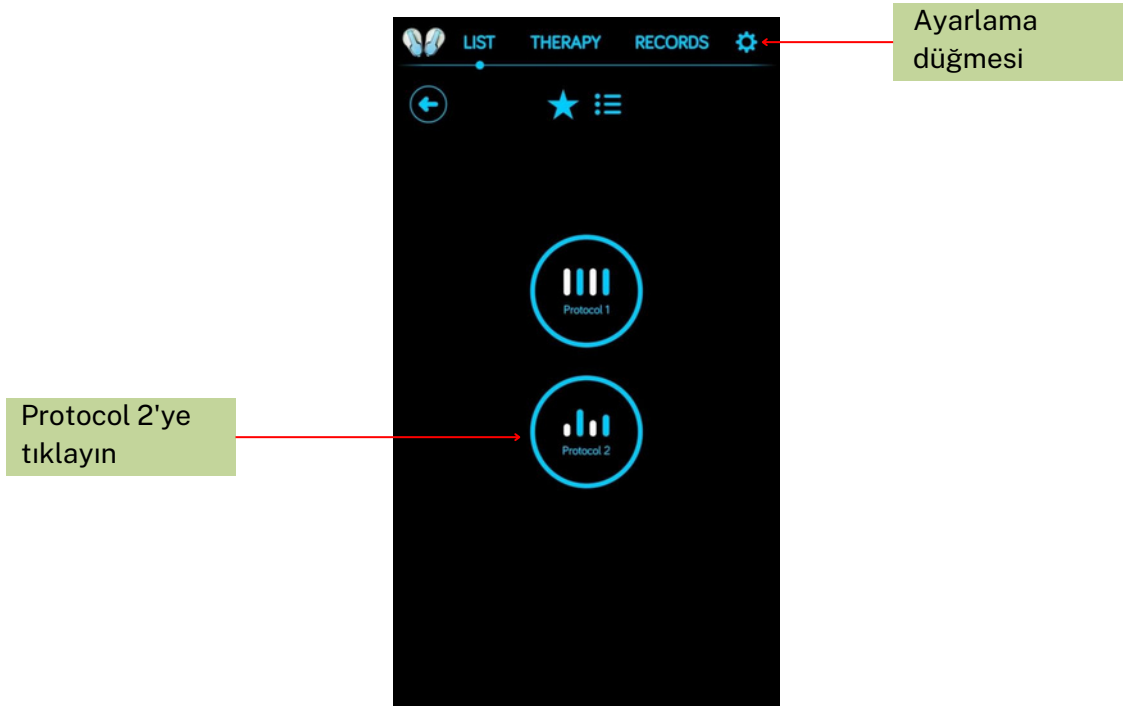 LIST THERAPY RECORDS
Ayarlama
düğmesi
Protocol 1
Protocol 2'ye
tıklayın
Protocol 2